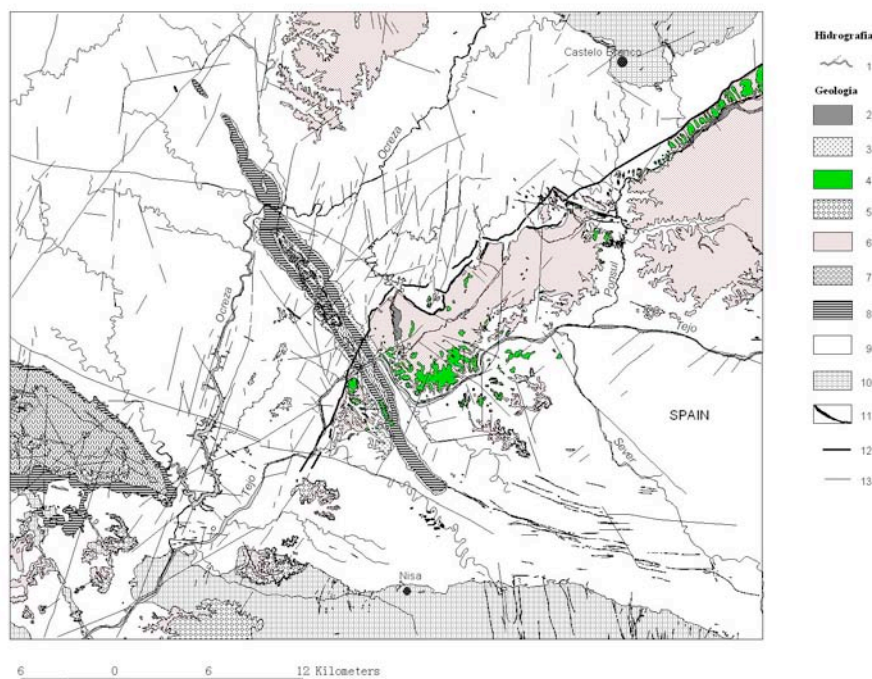 Hidrografia
1
Geologia
2
3
4
5
6
7
8
9
10
11
12
13
Castelo Branco
Ocreza
Ocreza
Ponsul
Tejo
SPAIN
Sever
Tejo
Nisa
6 0 6 12 Kilometers